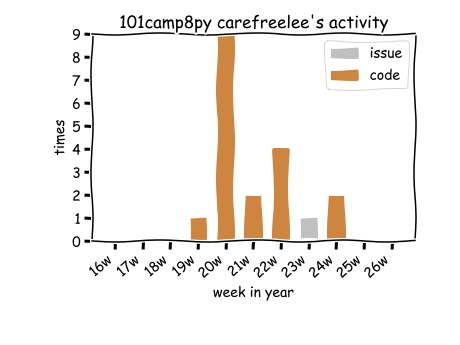 101camp8py carefreelee's activity
issue
code
times
9
8
7
6
5
4
3
2
1
0
16w 17w 18w 19w 20w 21w 22w 23w 24w 25w 26w
week in year